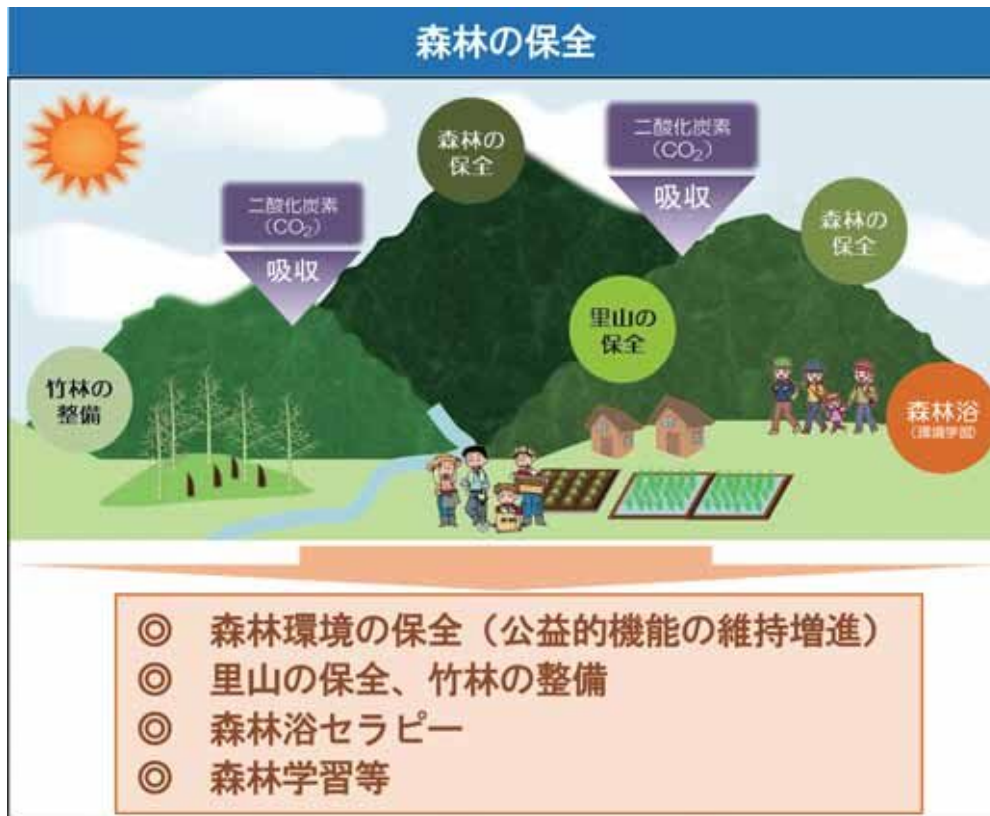 森林の保全
森林の
保全
二酸化炭素
(CO₂)
吸収
二酸化炭素
(CO₂)
吸収
森林の
保全
里山の
保全
竹林の
整備
森林浴
(環境学習)
◎ 森林環境の保全（公益的機能の維持増進）
◎ 里山の保全、竹林の整備
◎ 森林浴セラピー
◎ 森林学習等